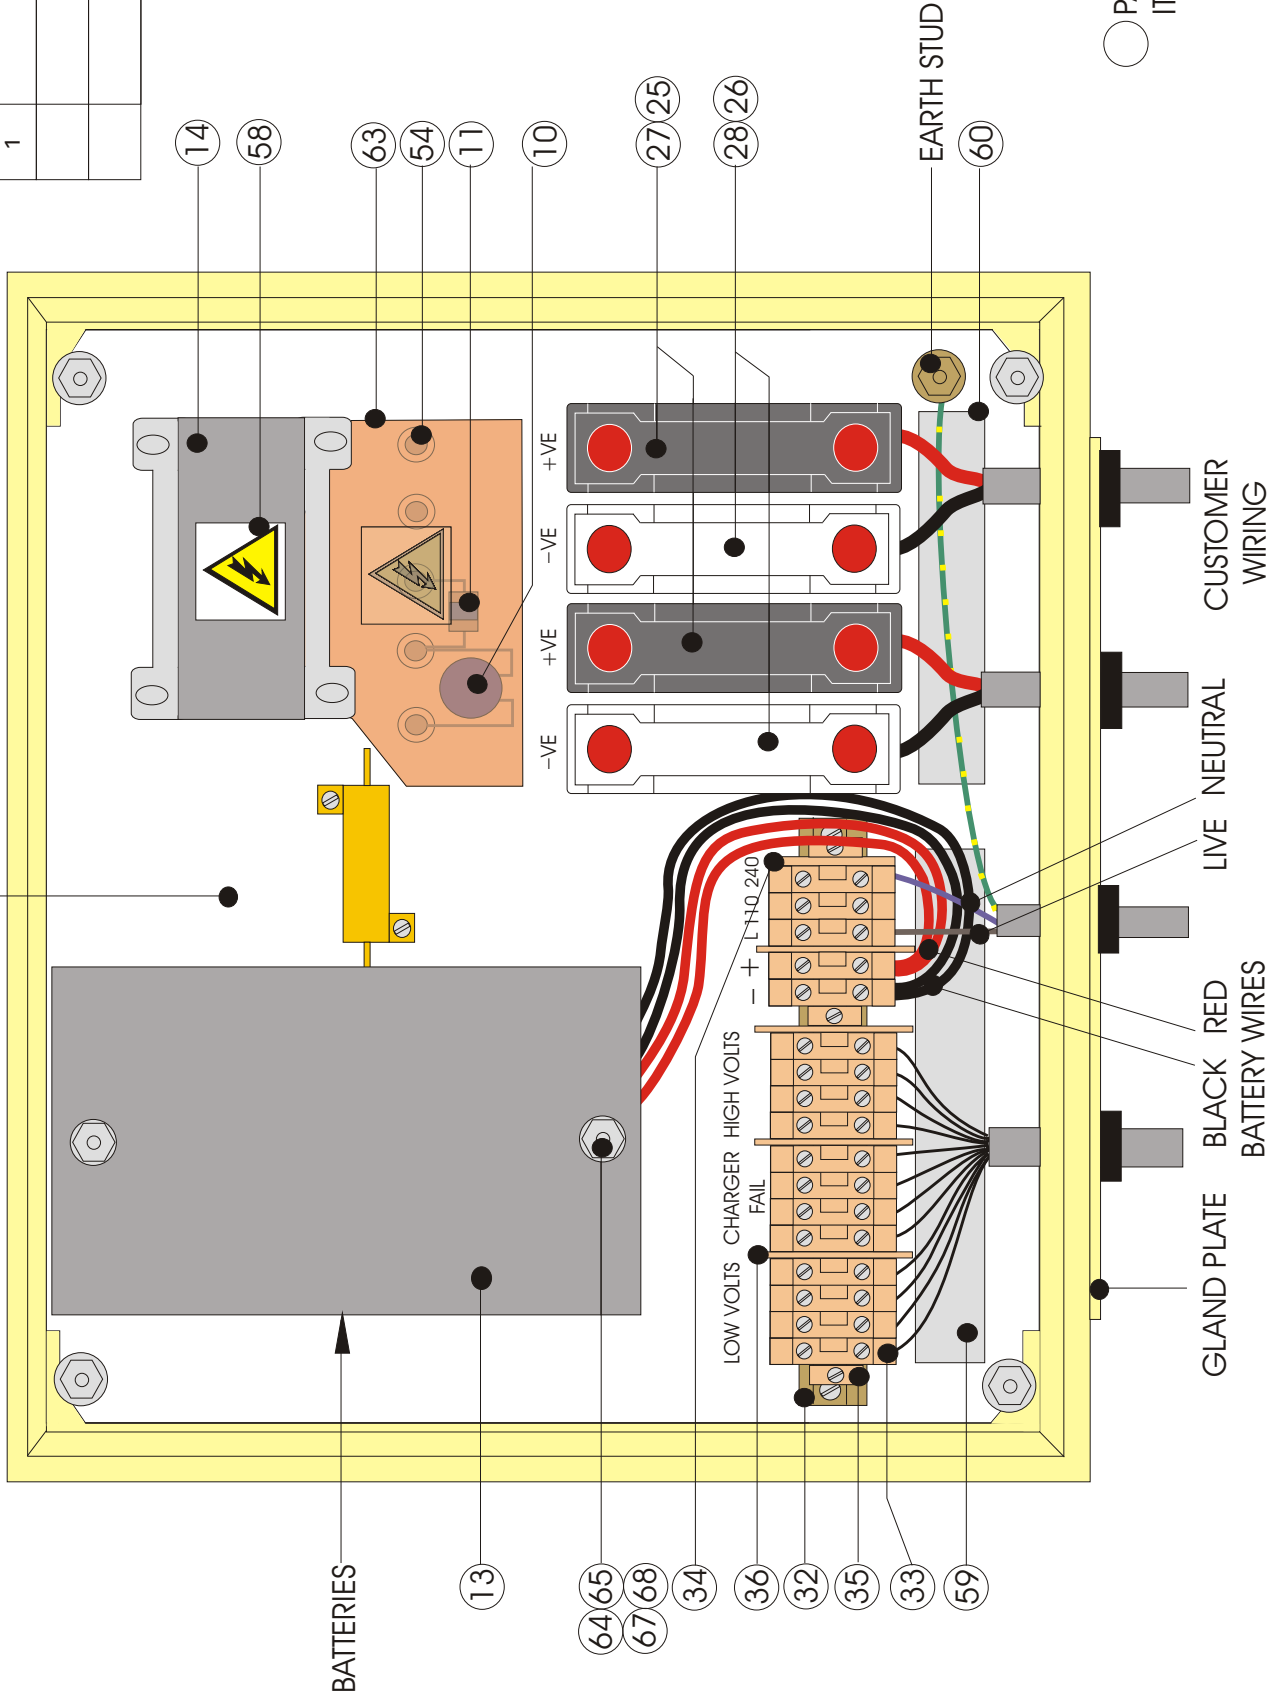 1
14
58
63
54
11
10
27 25
28 26
EARTH STUD
60
PA
IT
+VE
-VE
+VE
-VE
L 110 240
- +
HIGH VOLTS
CHARGER
FAIL
LOW VOLTS
CUSTOMER
WIRING
NEUTRAL
LIVE
RED
BLACK
BATTERY WIRES
GLAND PLATE
BATTERIES
13
64 65
67 68
34
36
32
35
33
59